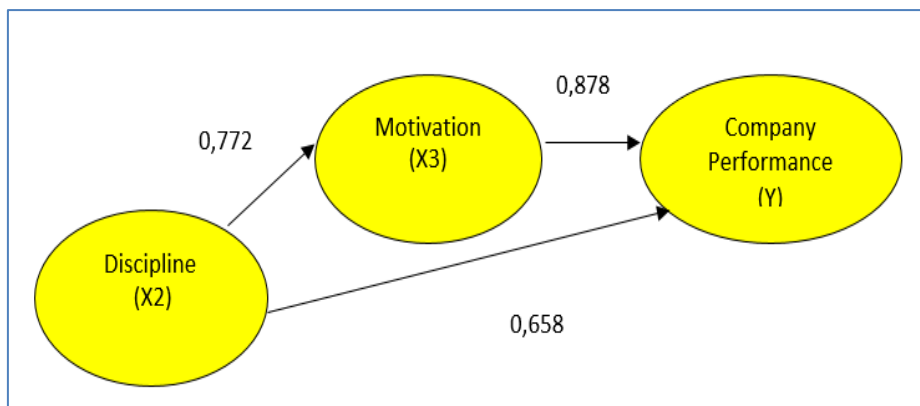 0,878
Motivation
(X3)
Company
Performance
(Y)
0,772
Discipline
(X2)
0,658